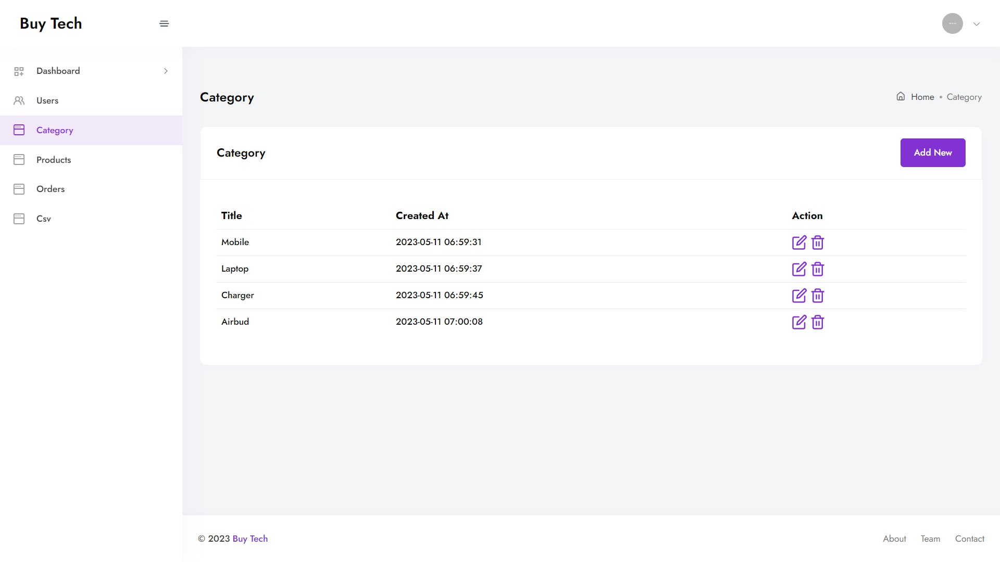 Buy Tech
Dashboard
Users
Category
Products
Orders
Csv
Category
Home • Category
Category
Add New
Title Created At Action
Mobile 2023-05-11 06:59:31
Laptop 2023-05-11 06:59:37
Charger 2023-05-11 06:59:45
Airbud 2023-05-11 07:00:08
© 2023 Buy Tech
About Team Contact